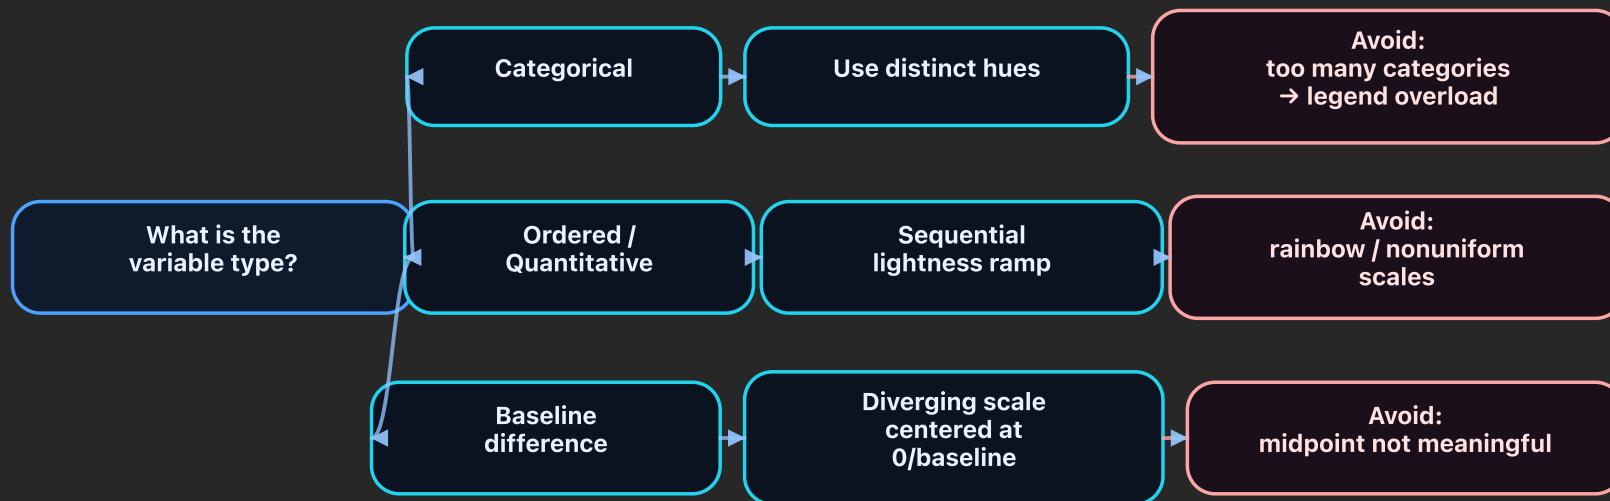 Categorical
Use distinct hues
Avoid:
too many categories
→ legend overload
What is the
variable type?
Ordered /
Quantitative
Sequential
lightness ramp
Avoid:
rainbow / nonuniform
scales
Baseline
difference
Diverging scale
centered at
0/baseline
Avoid:
midpoint not meaningful